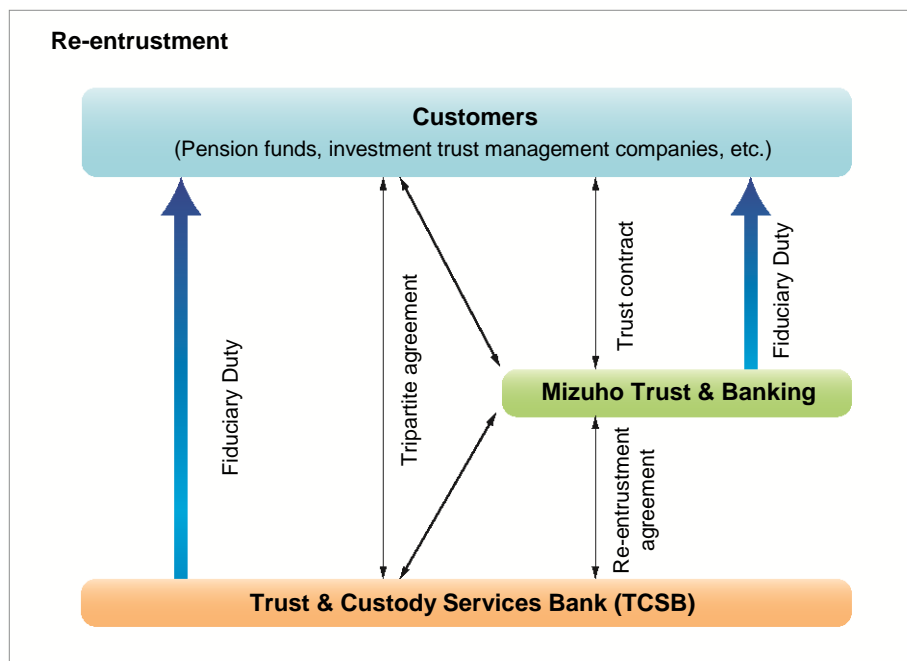 Re-entrustment
Customers
(Pension funds, investment trust management companies, etc.)
Fiduciary Duty
Tripartite agreement
Trust contract
Fiduciary Duty
Mizuho Trust & Banking
Re-entrustment
agreement
Trust & Custody Services Bank (TCSB)